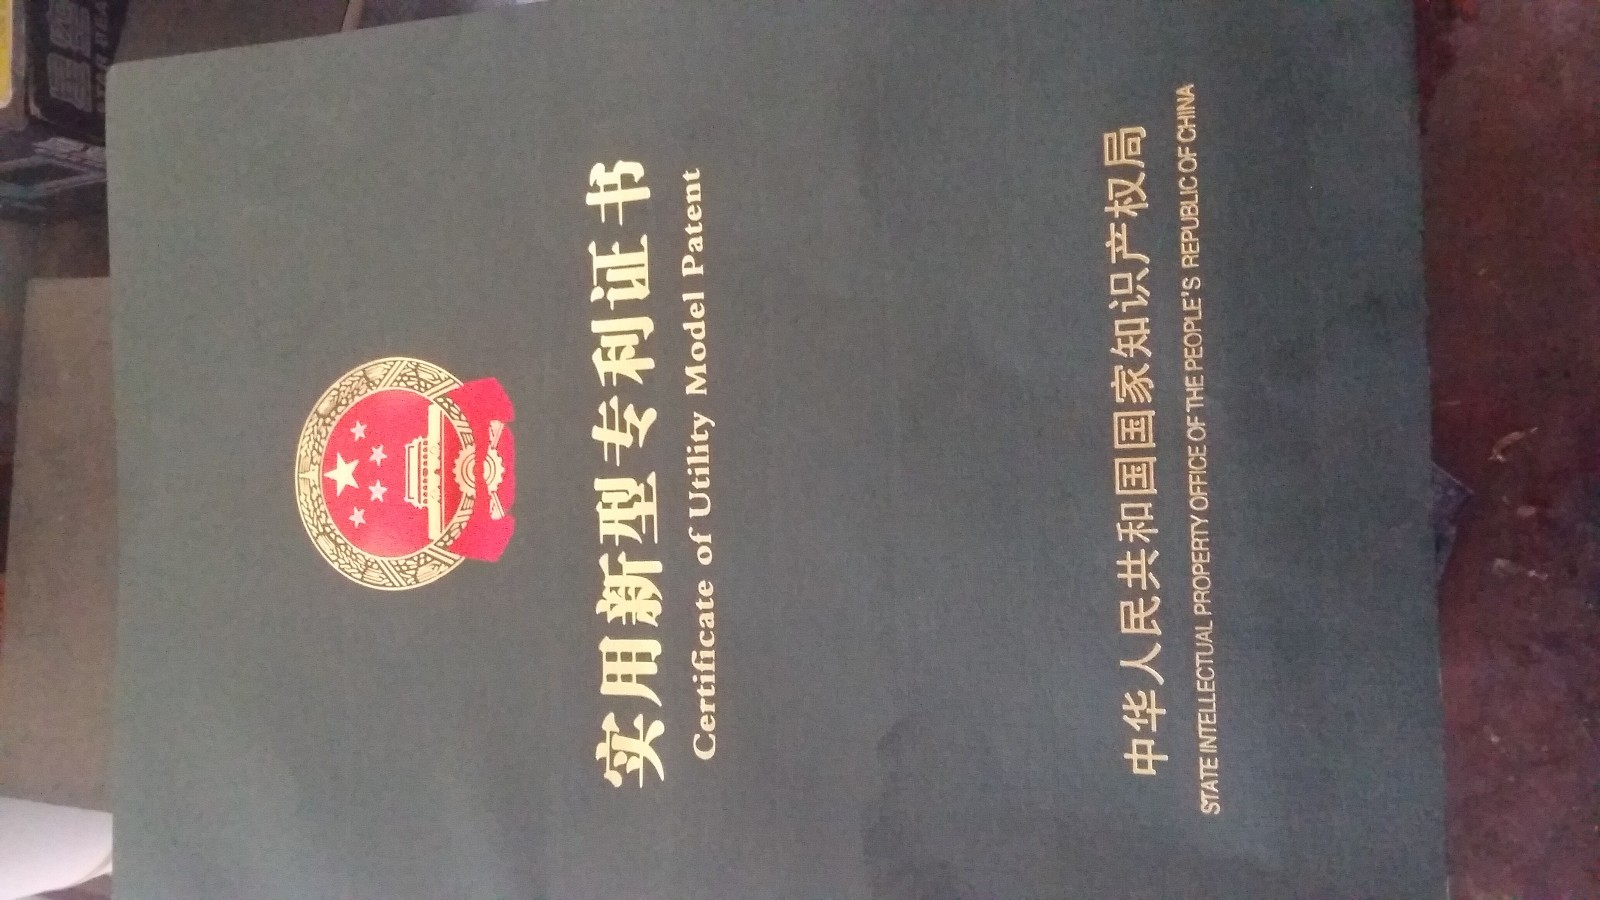 实用新型专利证书
Certificate of Utility Model Patent
中华人民共和国国家知识产权局
STATE INTELLECTUAL PROPERTY OFFICE OF THE PEOPLE'S REPUBLIC OF CHINA